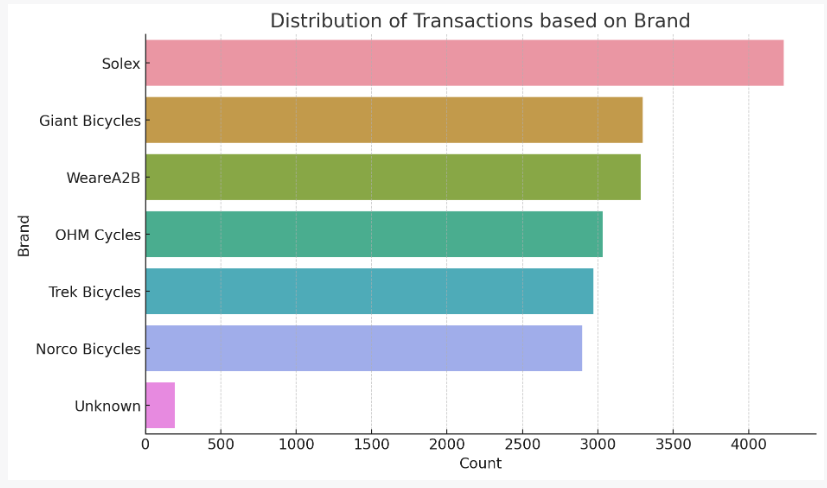 Distribution of Transactions based on Brand
Solex
Giant Bicycles
WeareA2B
OHM Cycles
Trek Bicycles
Norco Bicycles
Unknown
Brand
0 500 1000 1500 2000 2500 3000 3500 4000
Count